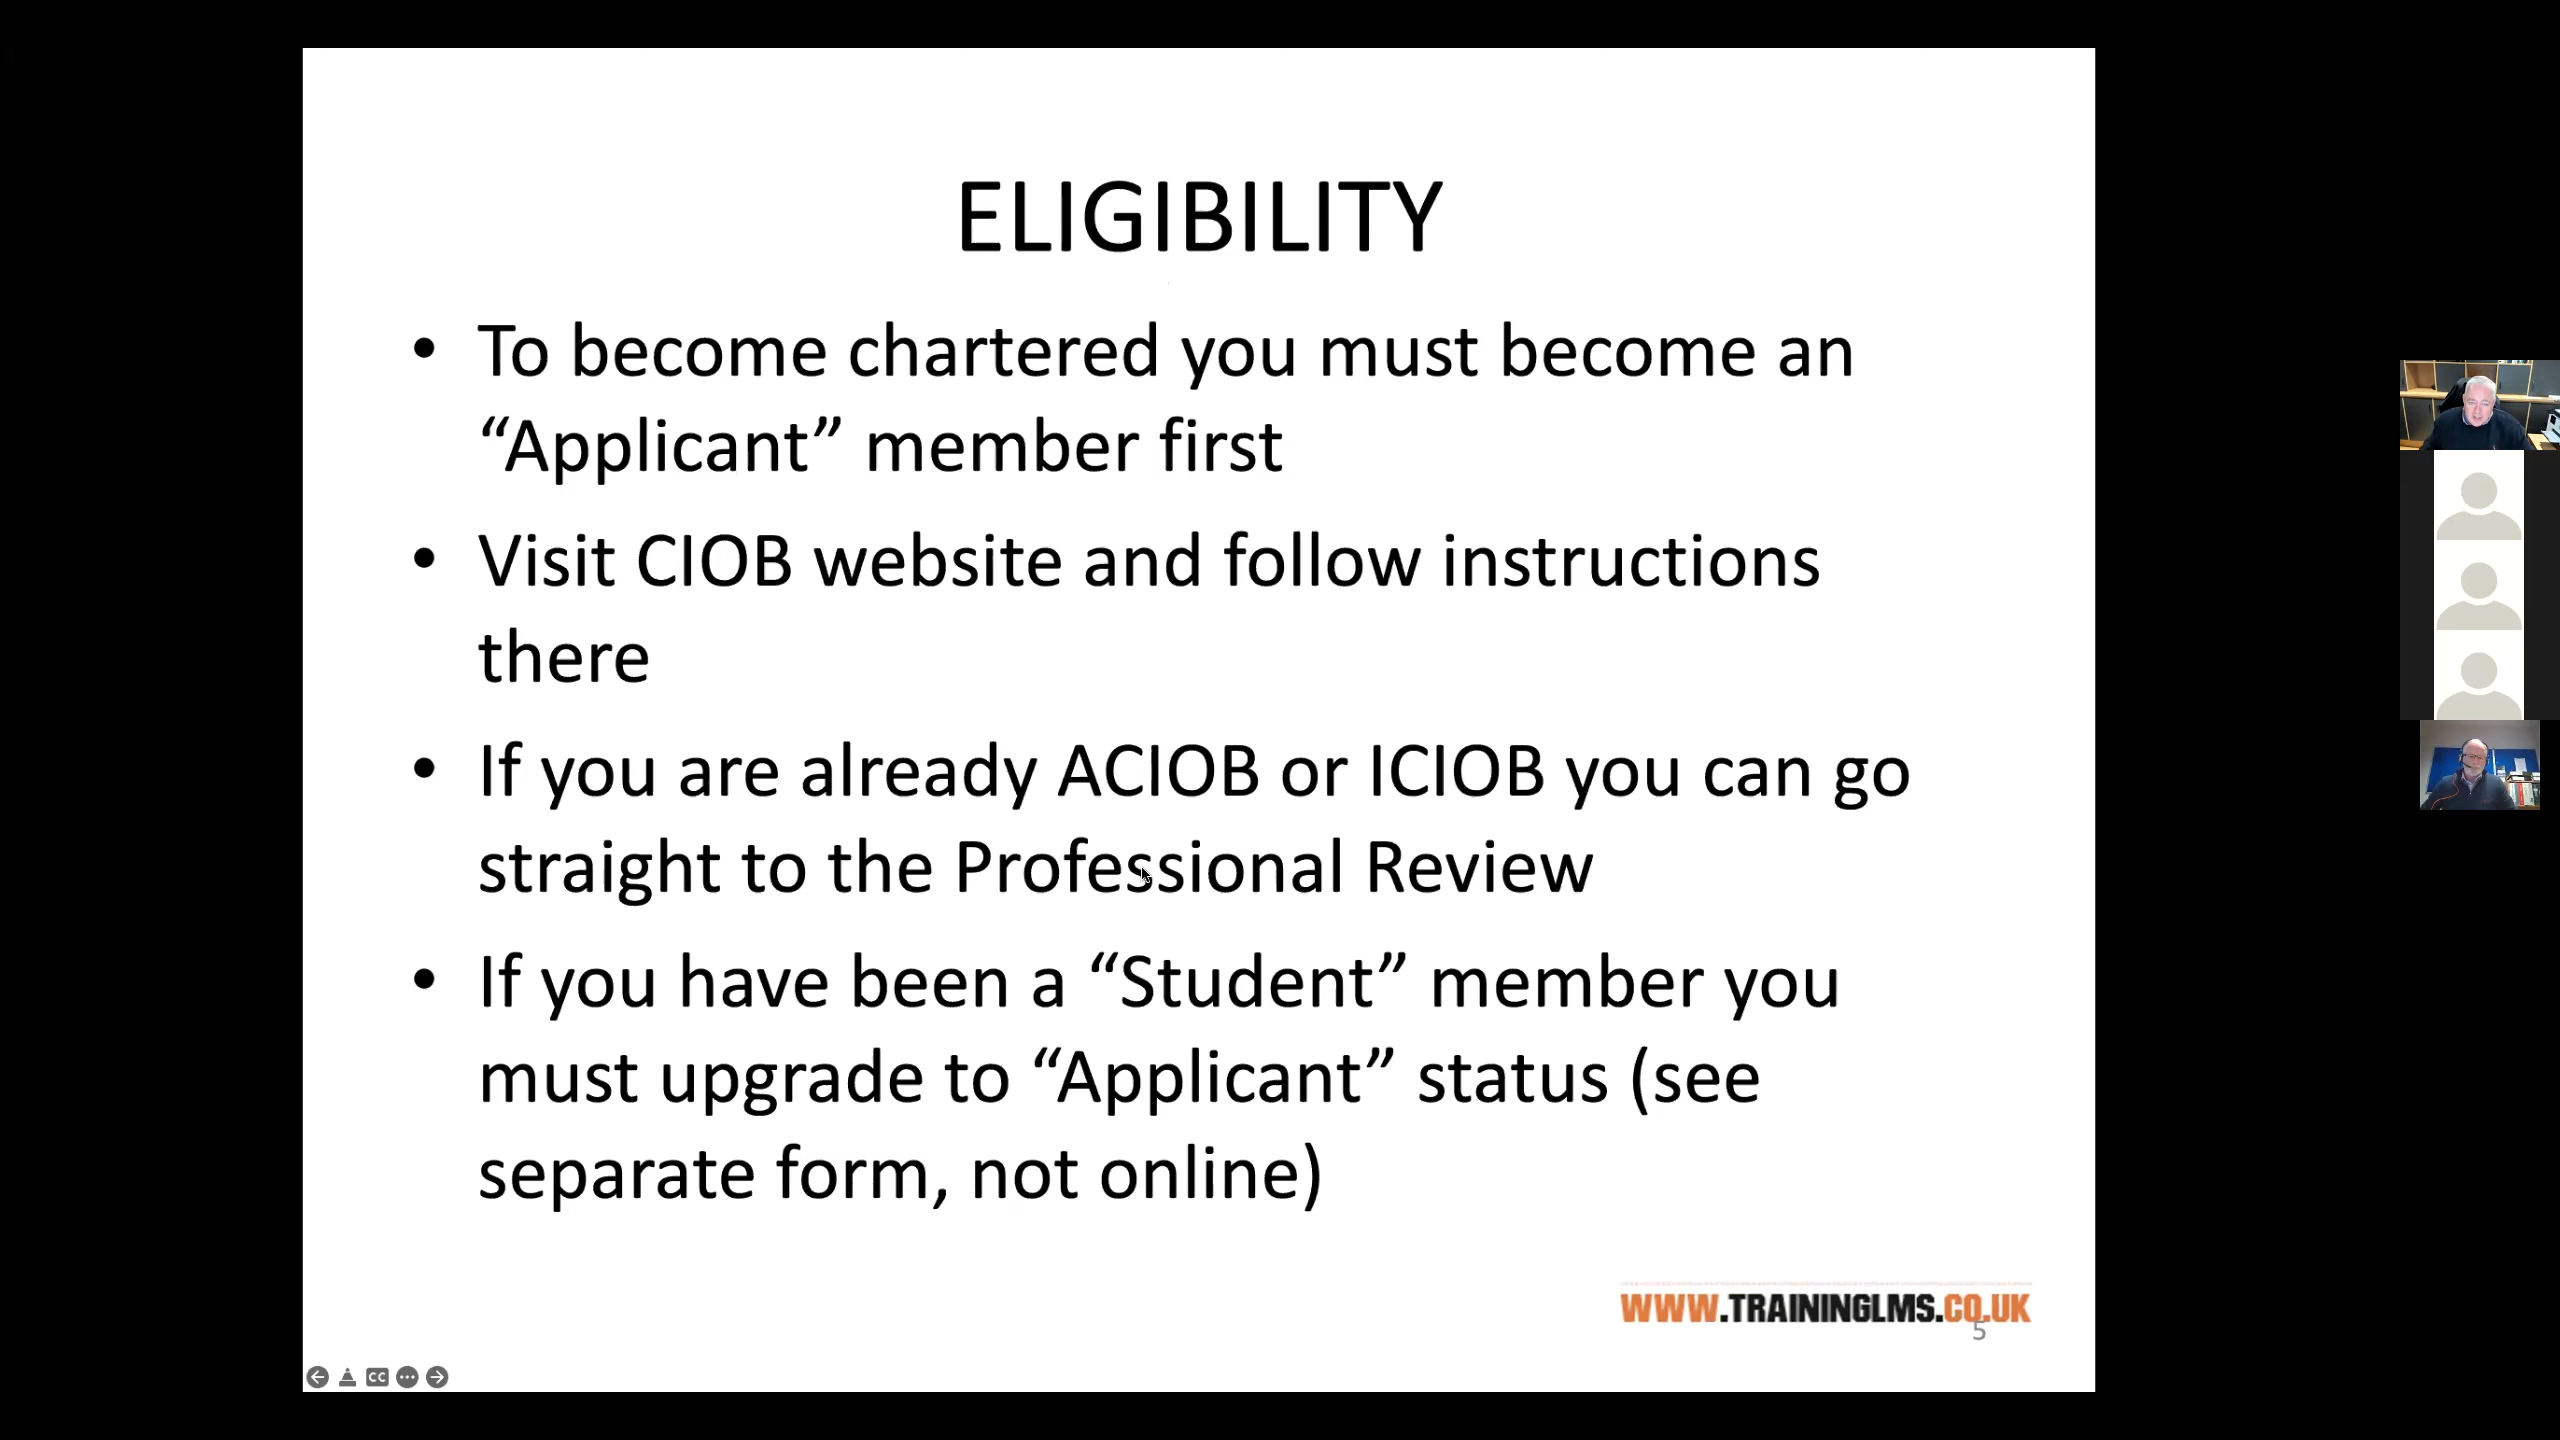 ELIGIBILITY
• To become chartered you must become an
“Applicant” member first
• Visit CIOB website and follow instructions
there
• If you are already ACIOB or ICIOB you can go
straight to the Professional Review
• If you have been a “Student” member you
must upgrade to “Applicant” status (see
separate form, not online)
WWW.TRAININGLMS.CO.UK
5
CC